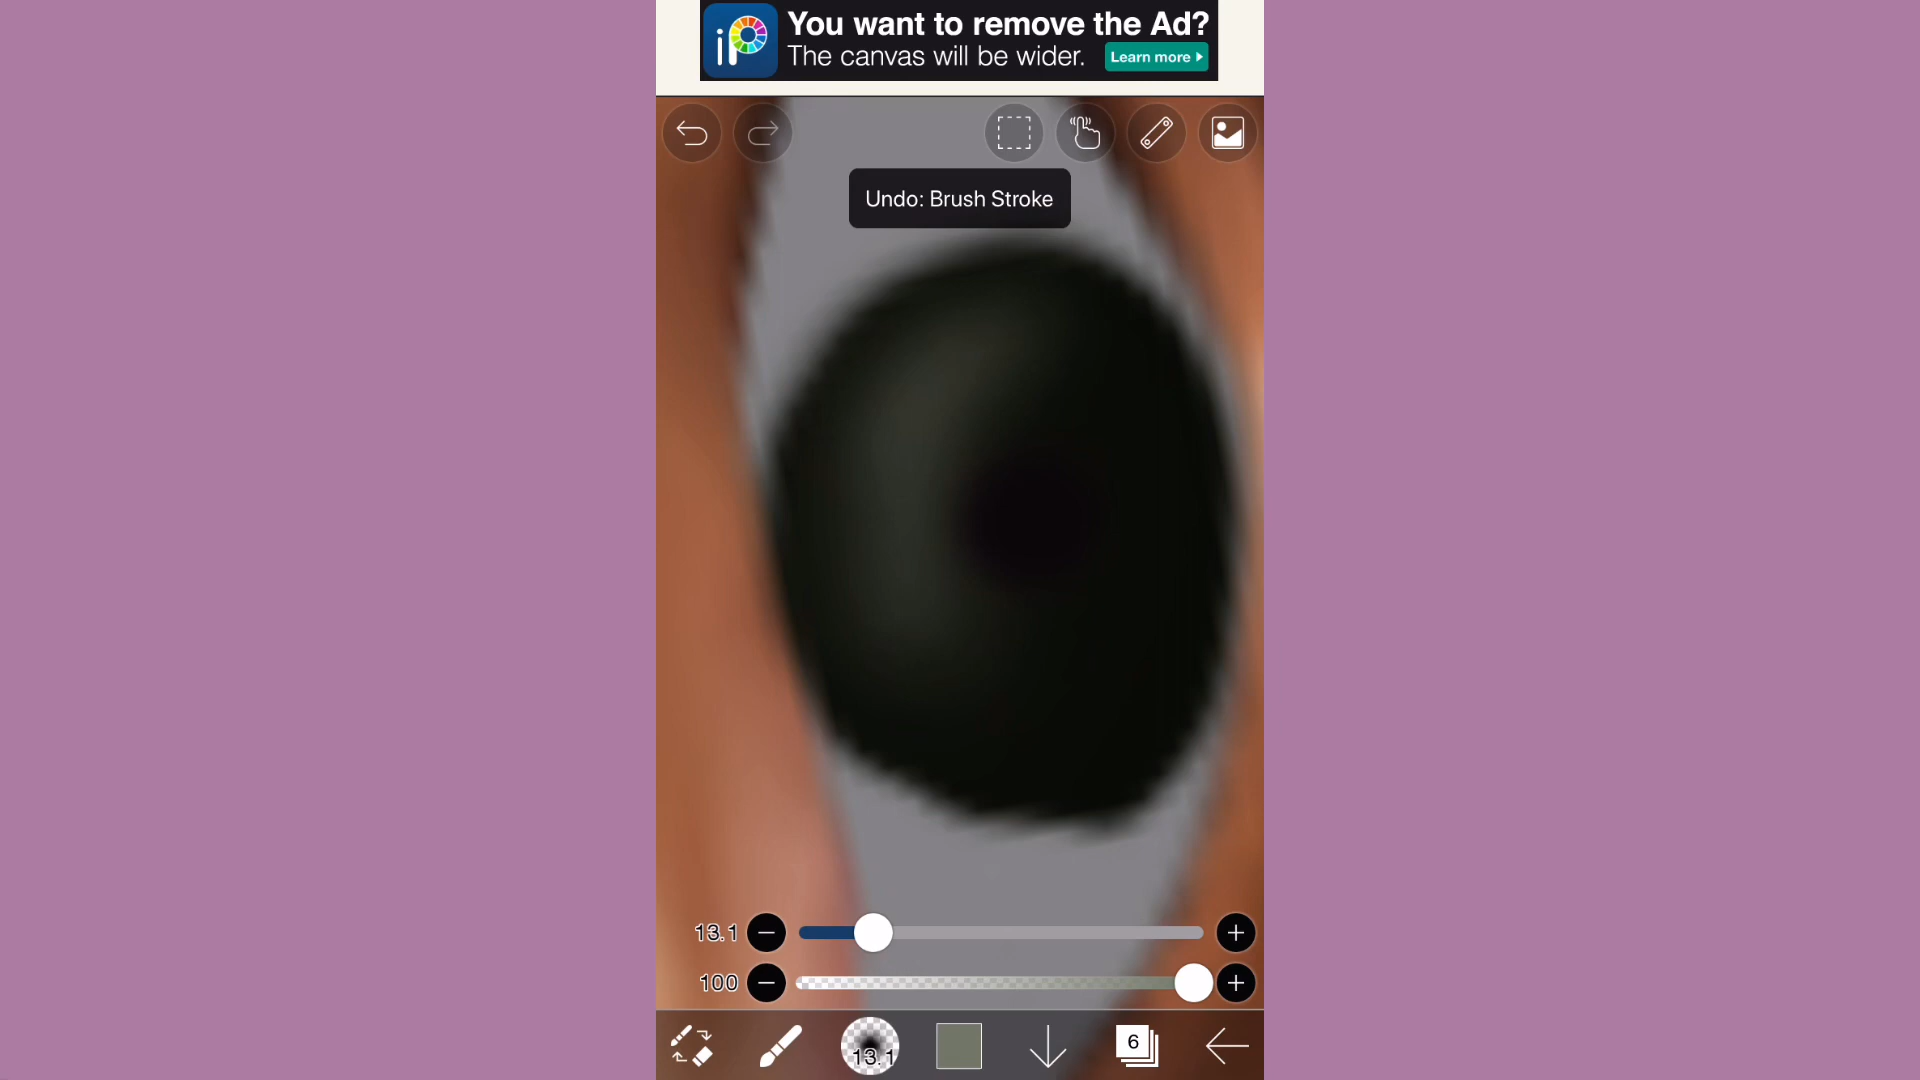 iP
You want to remove the Ad?
The canvas will be wider.
Learn more
Undo: Brush Stroke
13.1
100
13.1
6